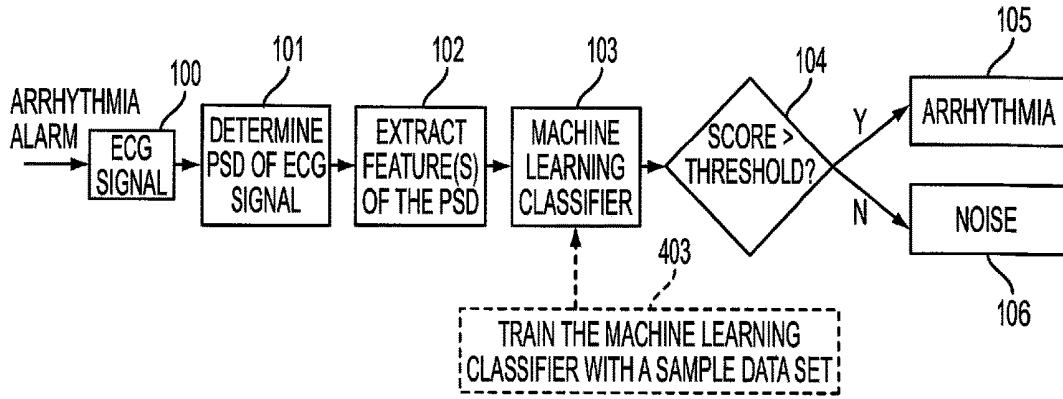 ARRHYTHMIA
ALARM
100
ECG
SIGNAL
101
DETERMINE
PSD OF ECG
SIGNAL
102
EXTRACT
FEATURE(S)
OF THE PSD
103
MACHINE
LEARNING
CLASSIFIER
104
SCORE >
THRESHOLD?
Y
N
105
ARRHYTHMIA
NOISE
106
403
TRAIN THE MACHINE LEARNING
CLASSIFIER WITH A SAMPLE DATA SET